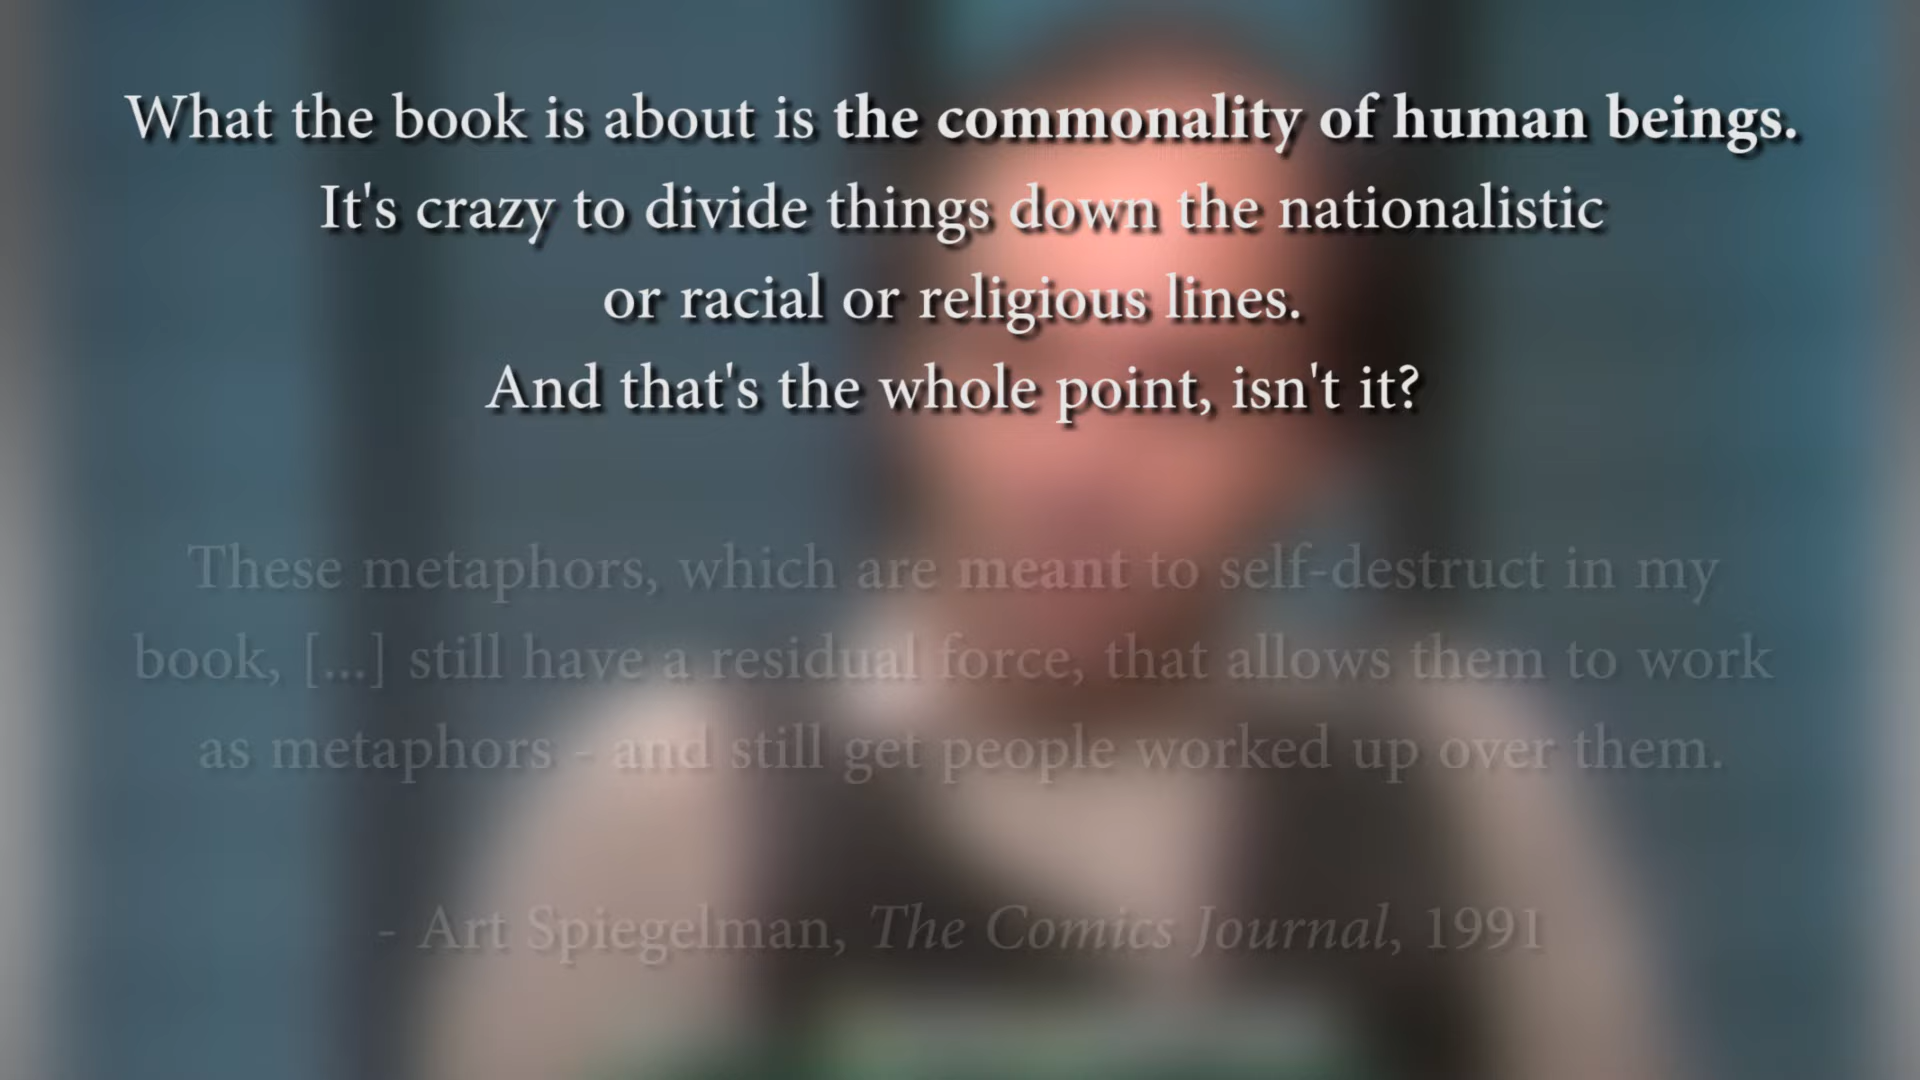 What the book is about is the commonality of human beings.
It's crazy to divide things down the nationalistic
or racial or religious lines.
And that's the whole point, isn't it?
These metaphors, which are meant to self-destruct in my
book, [...] still have a residual force, that allows them to work
as metaphors - and still get people worked up over them.
- Art Spiegelman, The Comics Journal, 1991